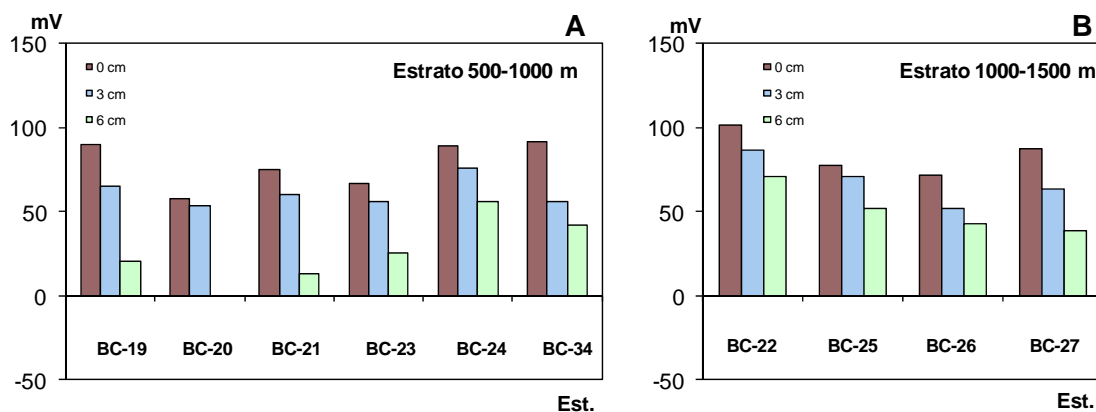 mV
A
150
Estrato 500-1000 m
0 cm
3 cm
6 cm
100
50
0
-50
BC-19 BC-20 BC-21 BC-23 BC-24 BC-34
Est.
mV
B
150
Estrato 1000-1500 m
0 cm
3 cm
6 cm
100
50
0
-50
BC-22 BC-25 BC-26 BC-27
Est.